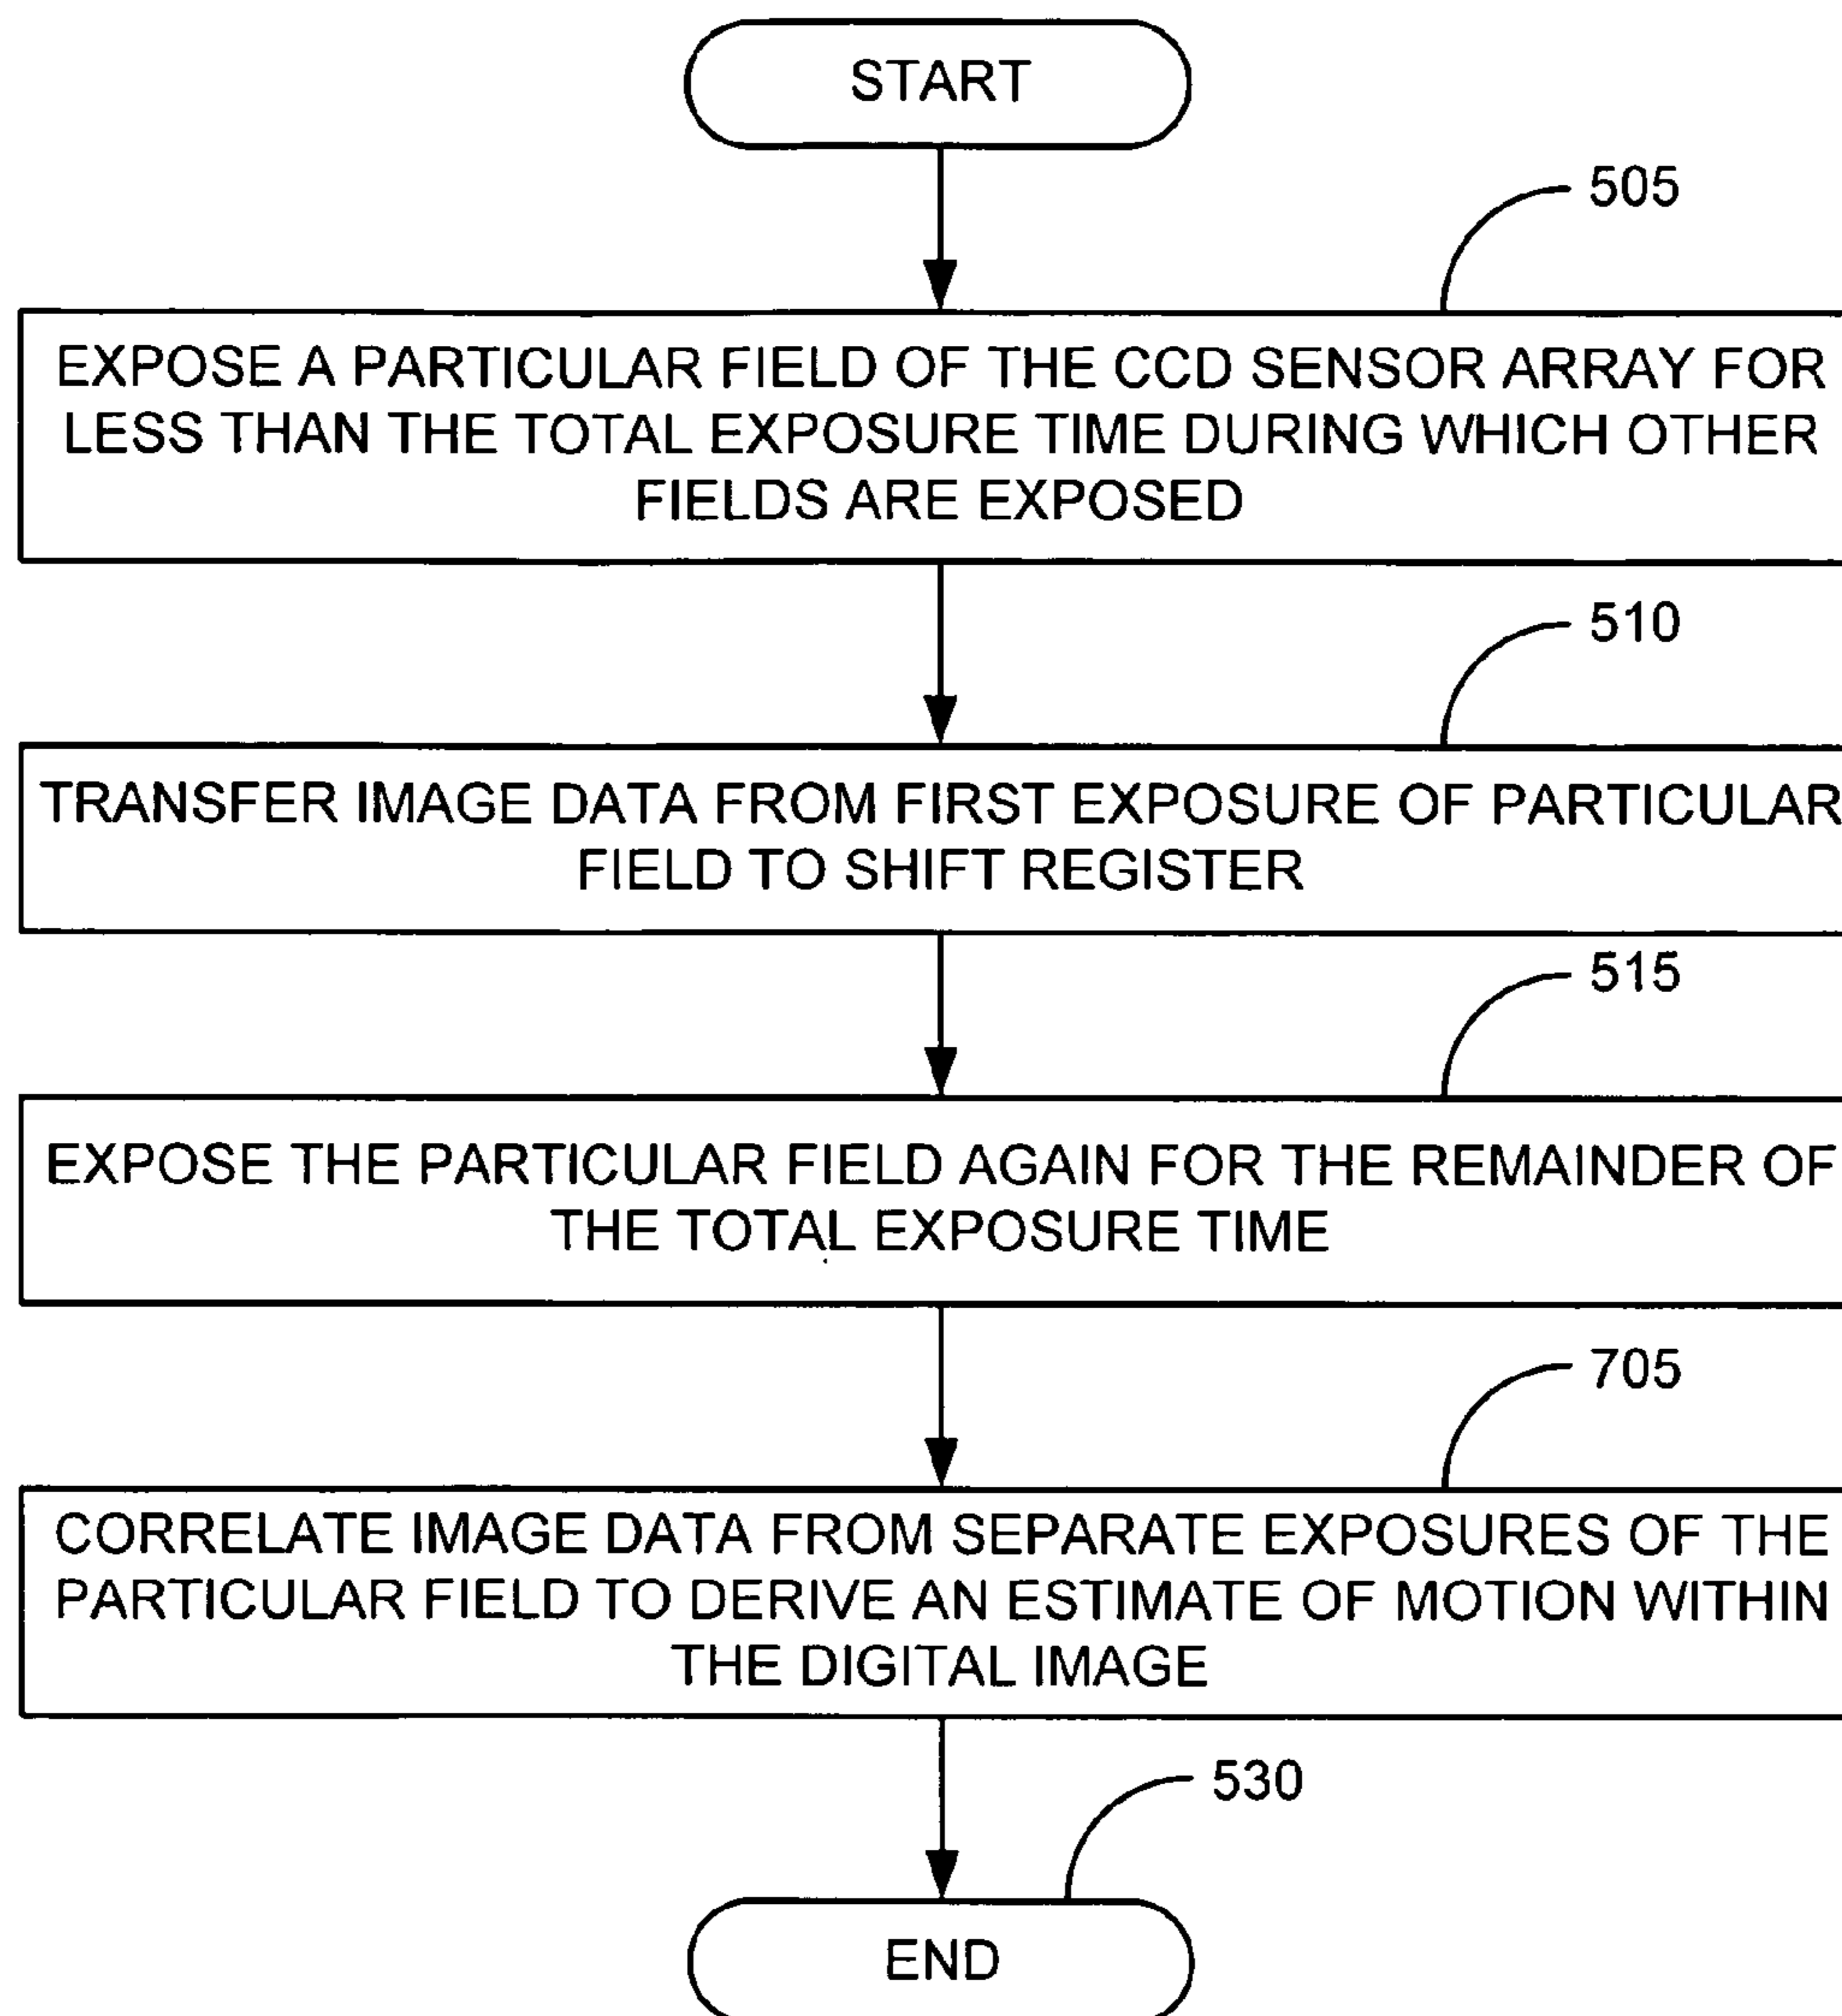 START
505
EXPOSE A PARTICULAR FIELD OF THE CCD SENSOR ARRAY FOR
LESS THAN THE TOTAL EXPOSURE TIME DURING WHICH OTHER
FIELDS ARE EXPOSED
510
TRANSFER IMAGE DATA FROM FIRST EXPOSURE OF PARTICULAR
FIELD TO SHIFT REGISTER
515
EXPOSE THE PARTICULAR FIELD AGAIN FOR THE REMAINDER OF
THE TOTAL EXPOSURE TIME
705
CORRELATE IMAGE DATA FROM SEPARATE EXPOSURES OF THE
PARTICULAR FIELD TO DERIVE AN ESTIMATE OF MOTION WITHIN
THE DIGITAL IMAGE
530
END